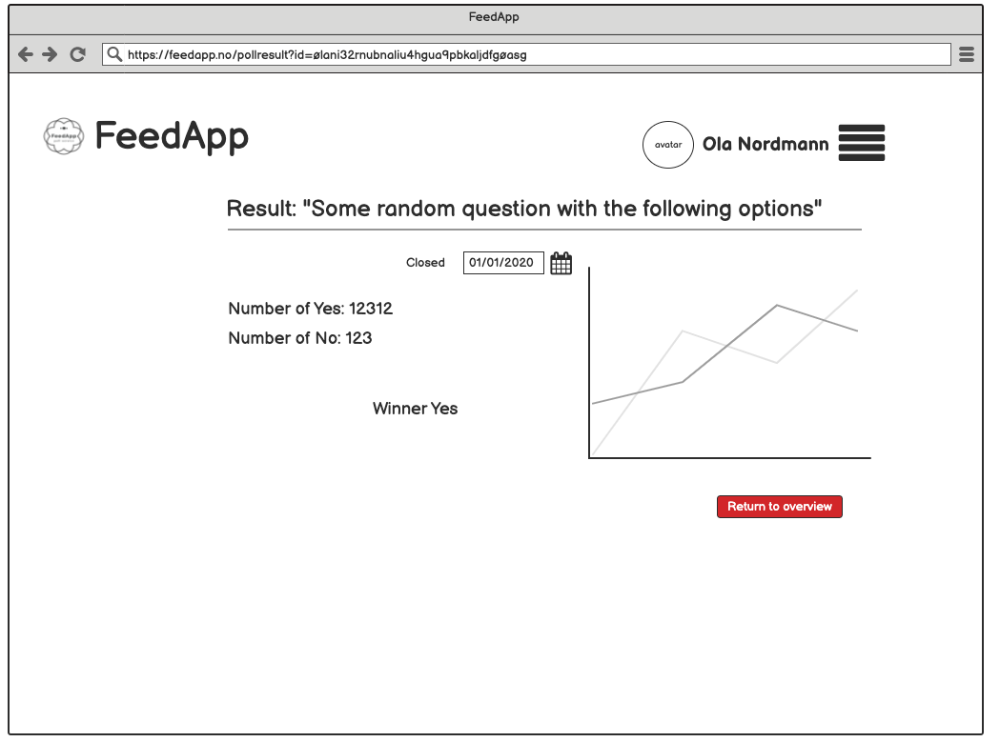 FeedApp
https://feedapp.no/pollresult?id=ølani32rnubnaliu4hgua9pbkaljdfgøasg
FeedApp
FeedApp
avatar
Ola Nordmann
Result: "Some random question with the following options"
Closed 01/01/2020
Number of Yes: 12312
Number of No: 123
Winner Yes
Return to overview